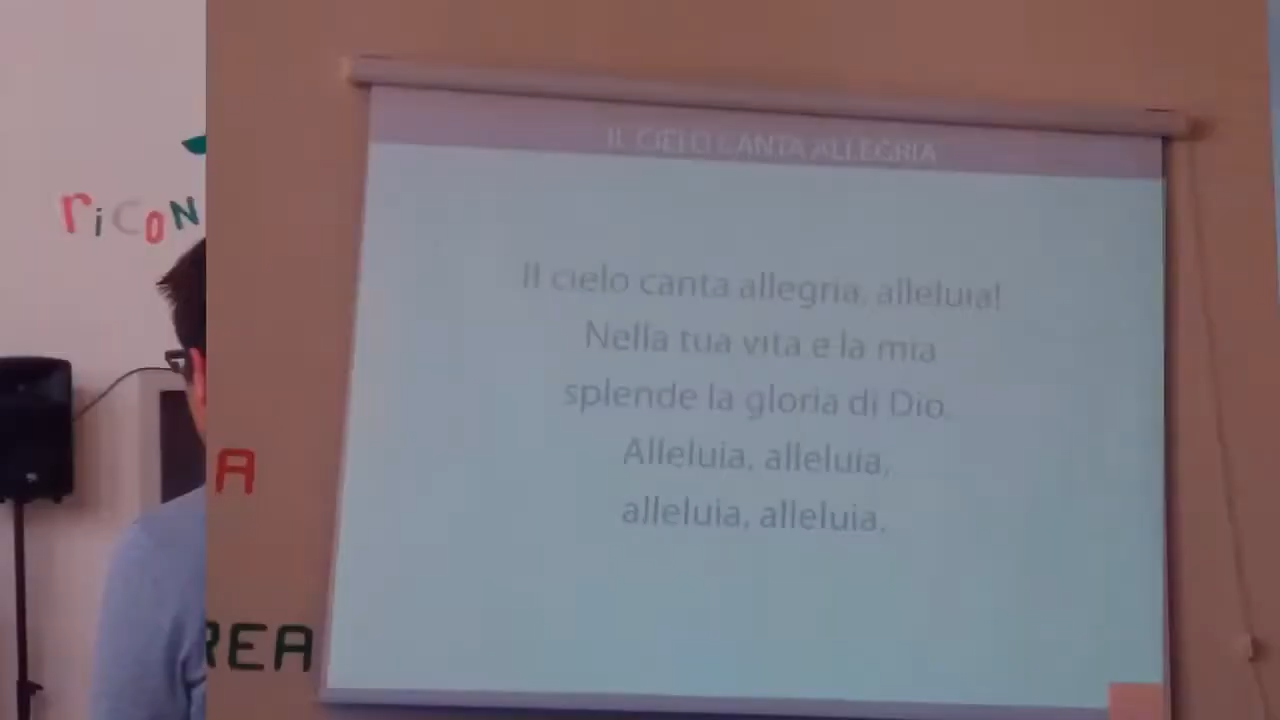 IL CIELO CANTA ALLEGRIA
Il cielo canta allegria, alleluia!
Nella tua vita e la mia
splende la gloria di Dio.
Alleluia, alleluia,
alleluia, alleluia.
riCON
A
REA